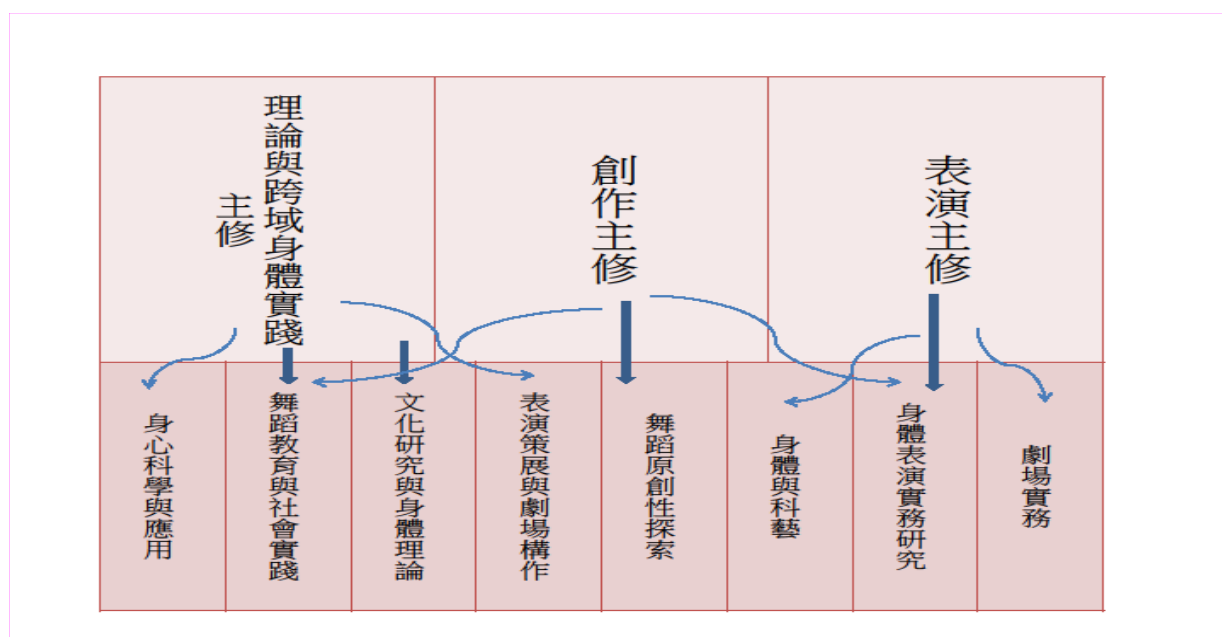 理論與跨域身體實踐
主修
創作主修
表演主修
身心科學與應用
舞蹈教育與社會實踐
文化研究與身體理論
表演策展與劇場構作
舞蹈原創性探索
身體與科藝
身體表演實務研究
劇場實務